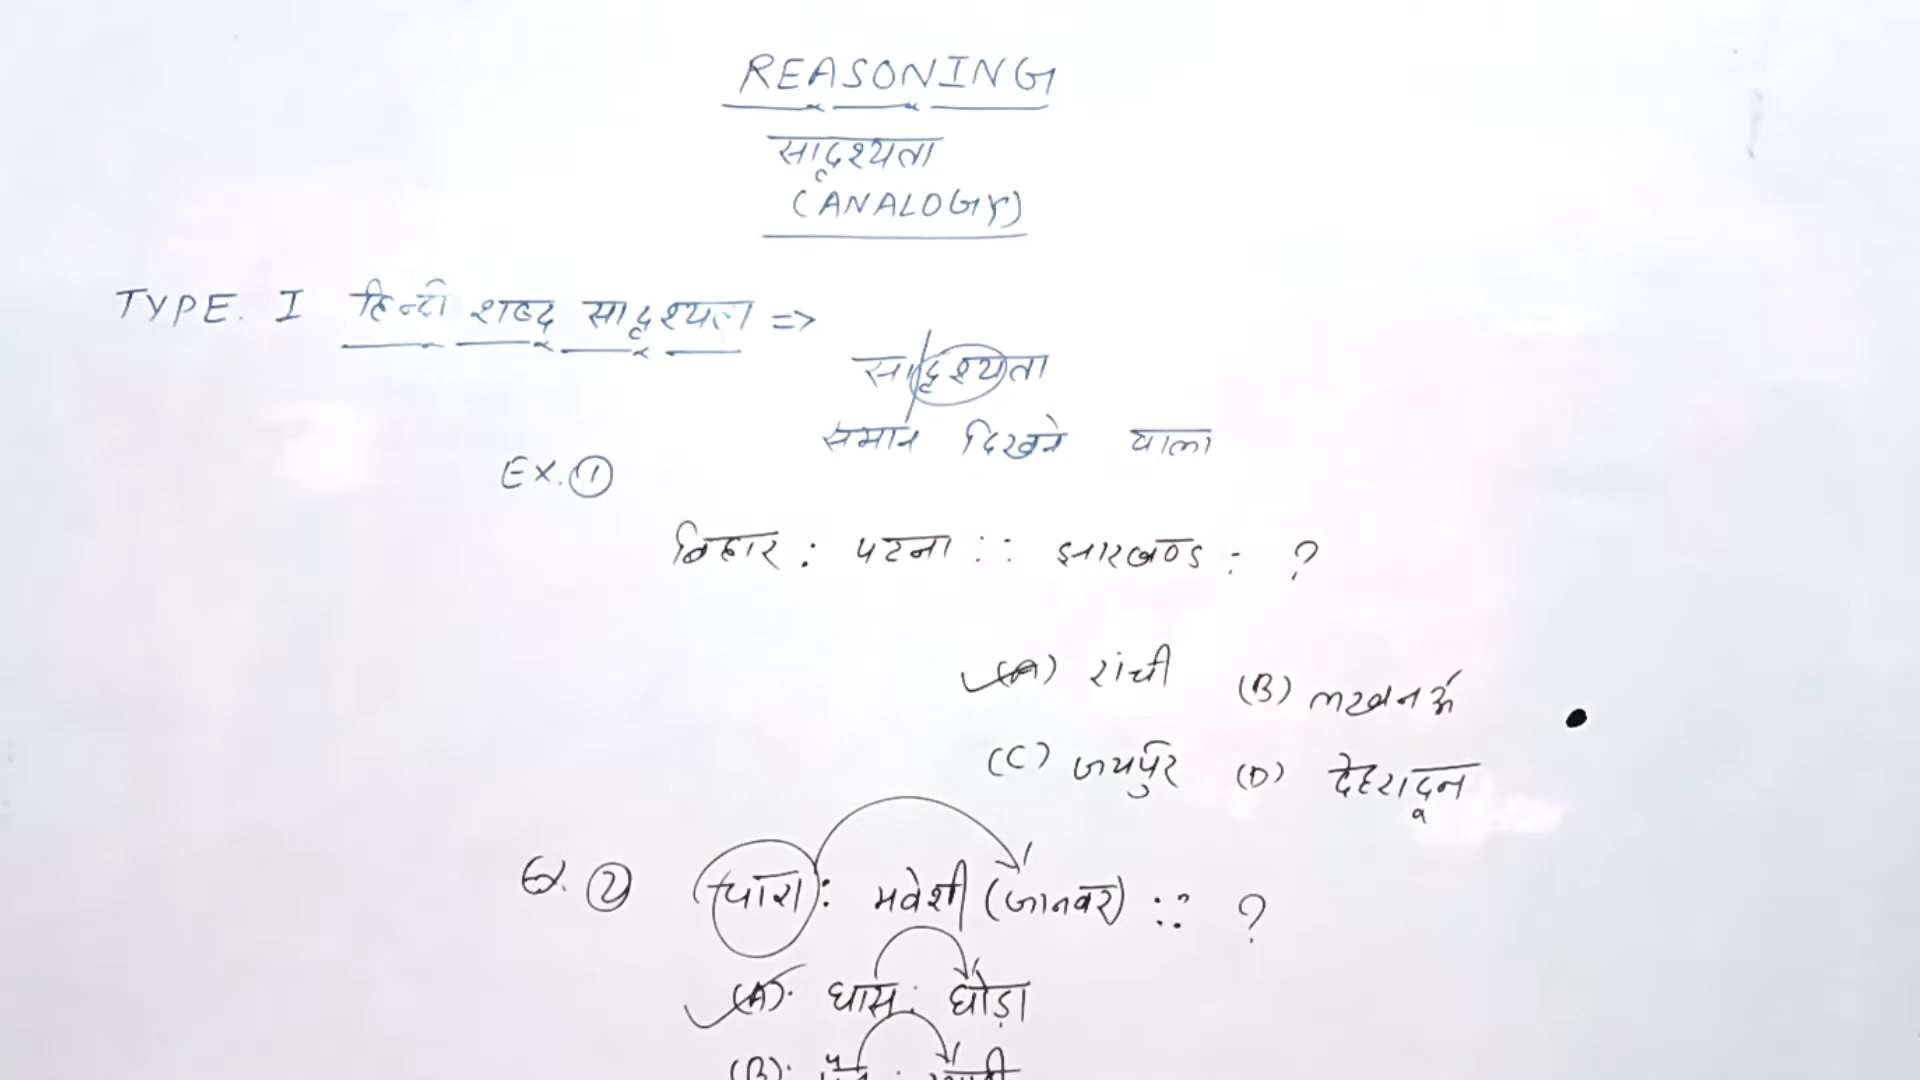 REASONING
सादृश्यता
(ANALOGY)
TYPE. I हिन्दी शब्द सादृश्यता =>
सादृश्यता
समान दिखने वाला
EX. ①
बिहार : पटना :: झारखण्ड : ?
(A) रांची (B) लखनऊ
(C) जयपुर (D) देहरादून
Ex. ② चारा : मवेशी (जानवर) :: ?
(A). घास : घोड़ा
(B).